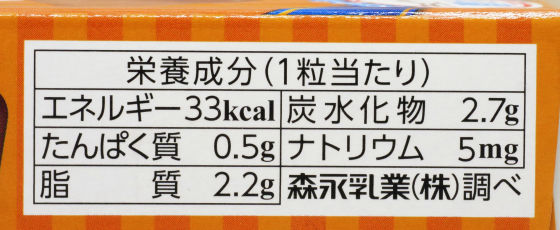 栄養成分(1粒当たり)
エネルギー33kcal 炭水化物 2.7g
たんぱく質 0.5g ナトリウム 5mg
脂質 2.2g 森永乳業(株)調べ